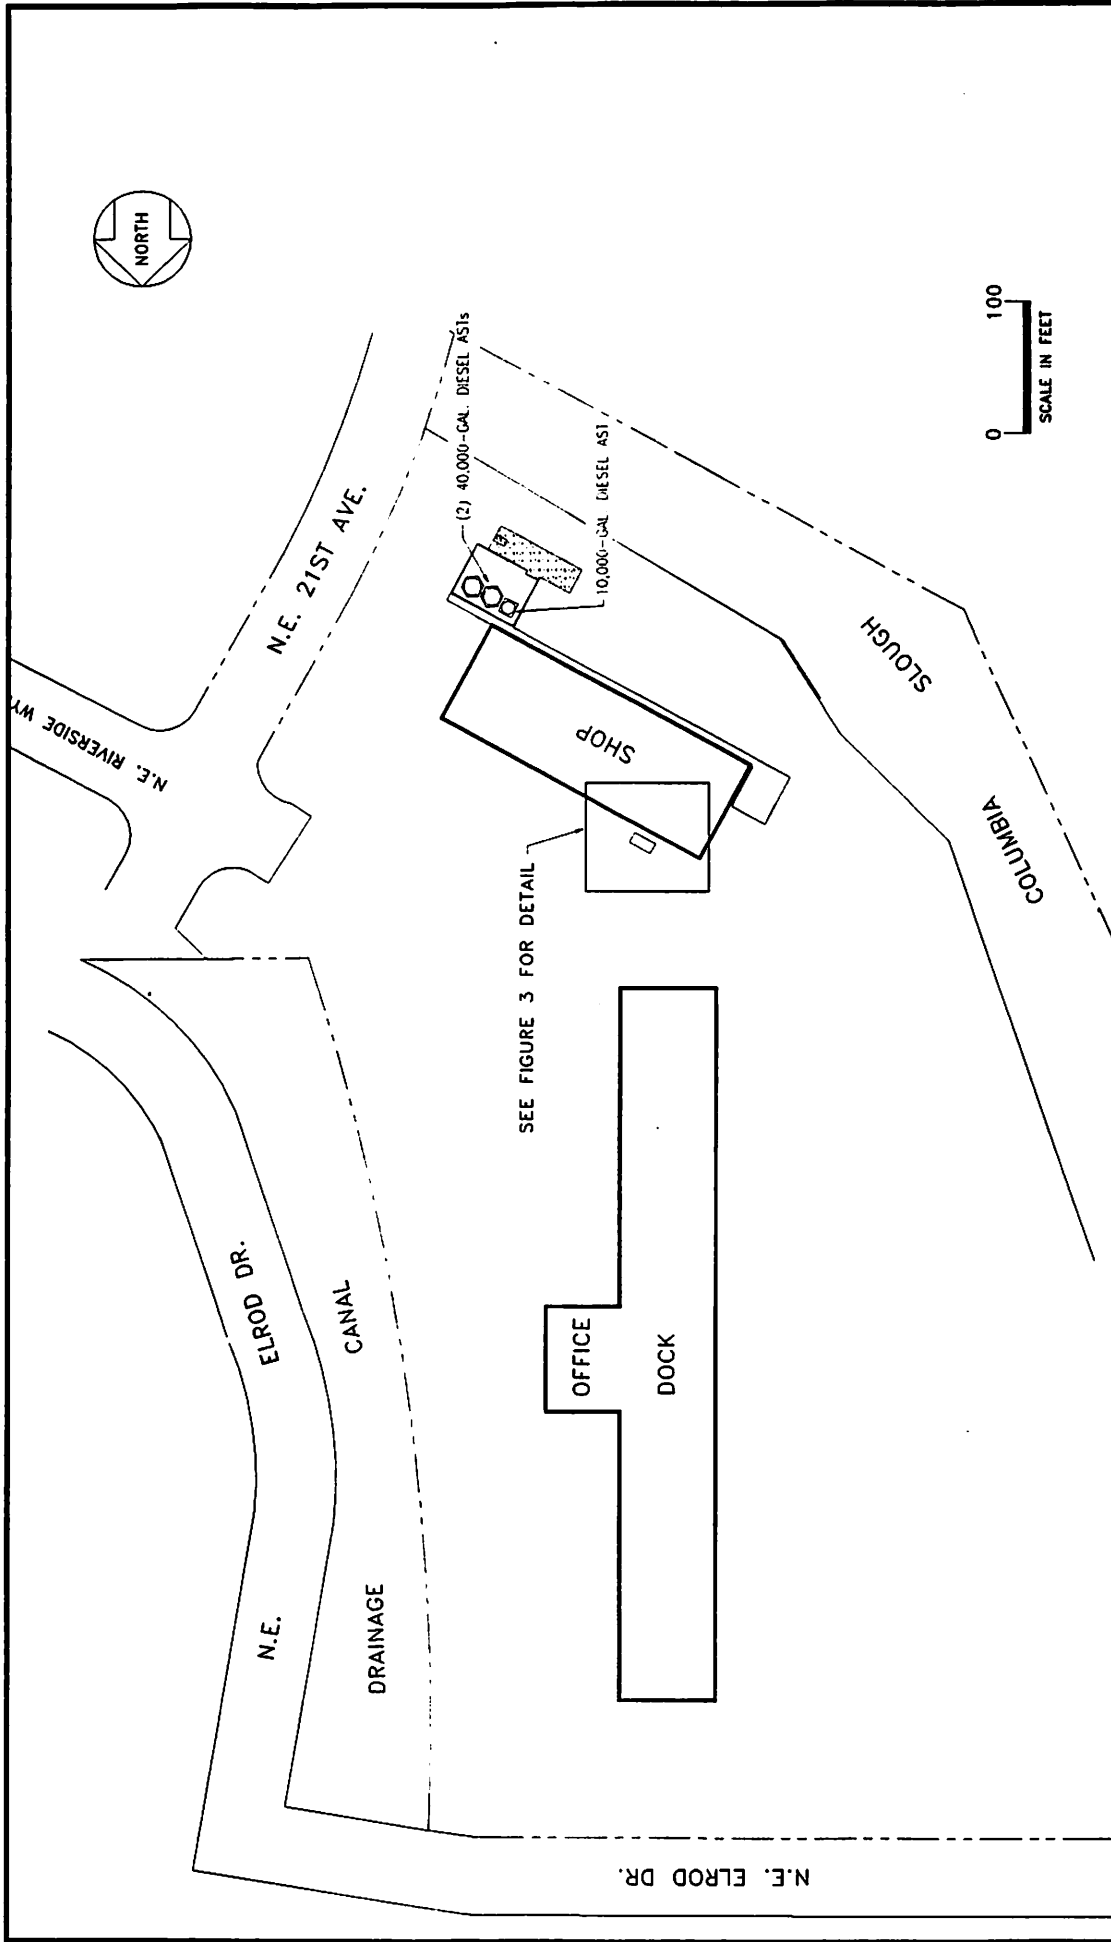 NORTH
N.E. RIVERSIDE WY.
N.E. 21ST AVE.
(2) 40,000-GAL. DIESEL ASTs
10,000-GAL DIESEL AST
SHOP
SEE FIGURE 3 FOR DETAIL
COLUMBIA
SLOUGH
0
100
SCALE IN FEET
N.E.
ELROD DR.
DRAINAGE
CANAL
OFFICE
DOCK
N.E. ELROD DR.